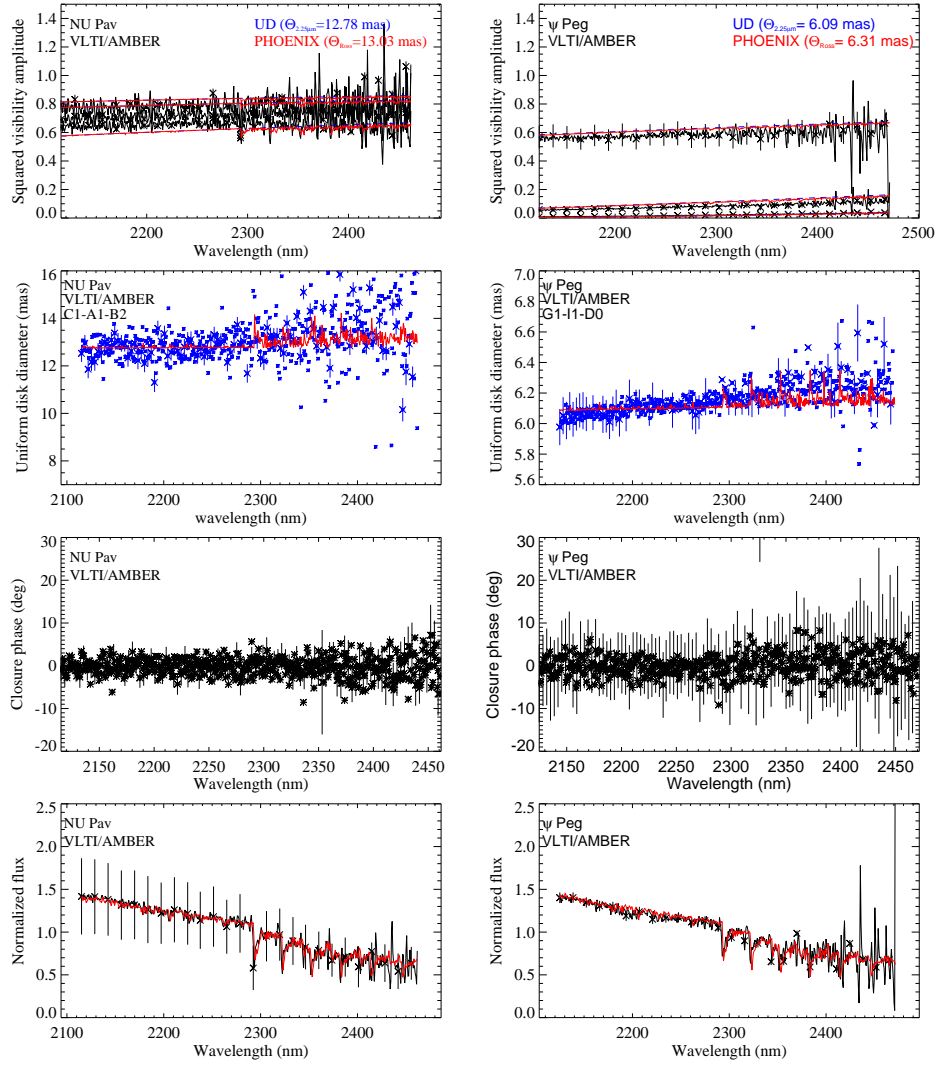 NU Pav
UD (Θ2.25μm=12.78 mas)
VLTI/AMBER
PHOENIX (ΘRoss=13.03 mas)
Squared visibility amplitude
1.4
1.2
1.0
0.8
0.6
0.4
0.2
0.0
2200 2300 2400
Wavelength (nm)
ψ Peg
UD (Θ2.25μm= 6.09 mas)
VLTI/AMBER
PHOENIX (ΘRoss= 6.31 mas)
Squared visibility amplitude
1.4
1.2
1.0
0.8
0.6
0.4
0.2
0.0
2200 2300 2400 2500
Wavelength (nm)
NU Pav
VLTI/AMBER
C1-A1-B2
Uniform disk diameter (mas)
16
14
12
10
8
2100 2200 2300 2400
wavelength (nm)
ψ Peg
VLTI/AMBER
G1-I1-D0
Uniform disk diameter (mas)
7.0
6.8
6.6
6.4
6.2
6.0
5.8
5.6
2200 2300 2400
wavelength (nm)
NU Pav
VLTI/AMBER
Closure phase (deg)
30
20
10
0
-10
-20
2150 2200 2250 2300 2350 2400 2450
Wavelength (nm)
ψ Peg
VLTI/AMBER
Closure phase (deg)
30
20
10
0
-10
-20
2150 2200 2250 2300 2350 2400 2450
Wavelength (nm)
NU Pav
VLTI/AMBER
Normalized flux
2.5
2.0
1.5
1.0
0.5
0.0
2100 2200 2300 2400
Wavelength (nm)
ψ Peg
VLTI/AMBER
Normalized flux
2.5
2.0
1.5
1.0
0.5
0.0
2200 2300 2400
Wavelength (nm)